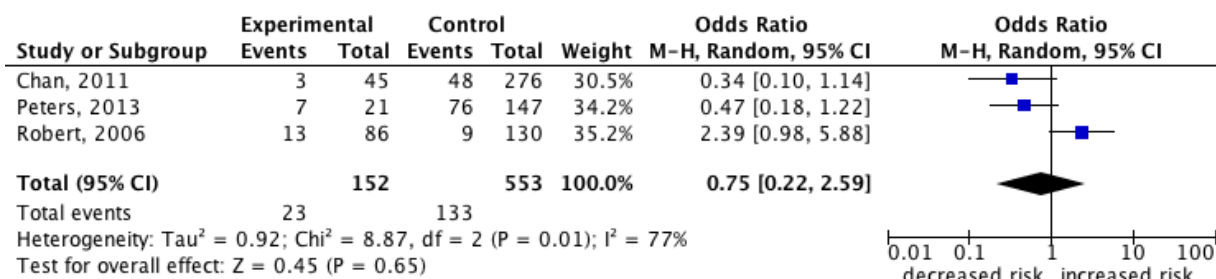 Experimental Control Odds Ratio Odds Ratio
Study or Subgroup Events Total Events Total Weight M-H, Random, 95% CI M-H, Random, 95% CI
Chan, 2011 3 45 48 276 30.5% 0.34 [0.10, 1.14]
Peters, 2013 7 21 76 147 34.2% 0.47 [0.18, 1.22]
Robert, 2006 13 86 9 130 35.2% 2.39 [0.98, 5.88]
Total (95% CI) 152 553 100.0% 0.75 [0.22, 2.59]
Total events 23 133
Heterogeneity: Tau² = 0.92; Chi² = 8.87, df = 2 (P = 0.01); I² = 77%
Test for overall effect: Z = 0.45 (P = 0.65)
0.01 0.1 1 10 100
decreased risk increased risk